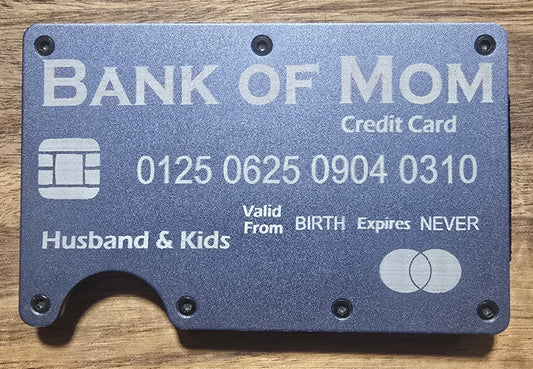 BANK OF MOM
Credit Card
0125 0625 0904 0310
Valid From BIRTH Expires NEVER
Husband & Kids